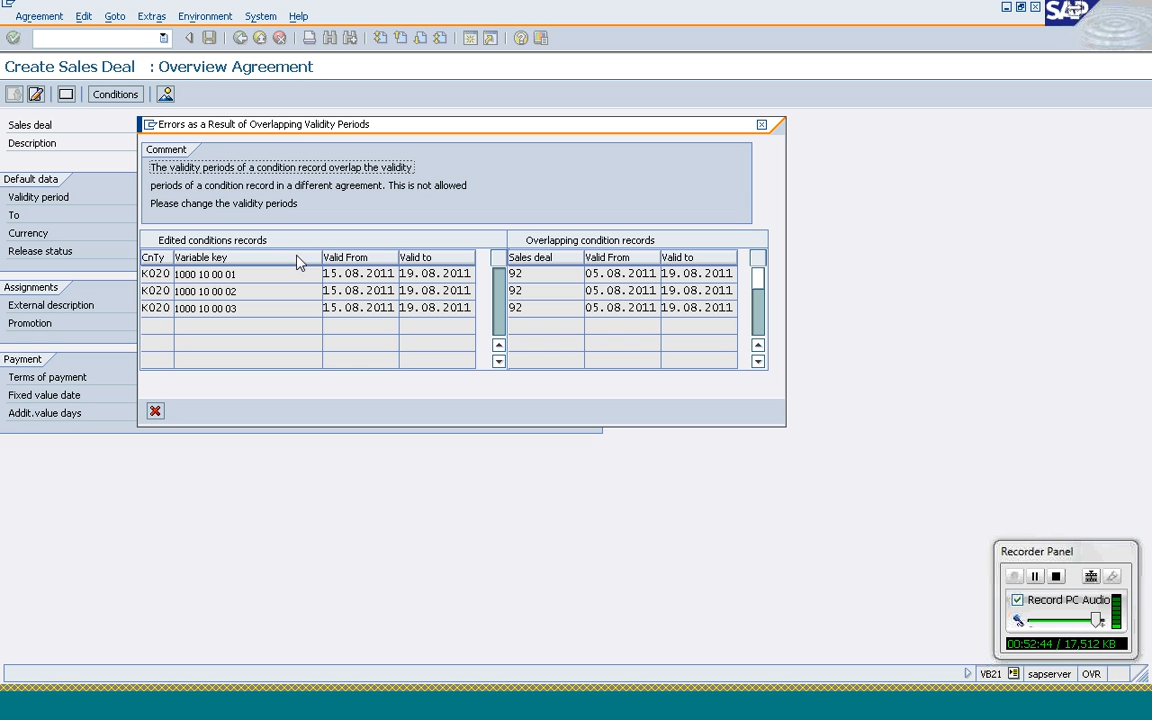 Agreement Edit Goto Extras Environment System Help
SAP
Create Sales Deal : Overview Agreement
Conditions
Sales deal
Description
Default data
Validity period
To
Currency
Release status
Assignments
External description
Promotion
Payment
Terms of payment
Fixed value date
Addit.value days
Errors as a Result of Overlapping Validity Periods
Comment
The validity periods of a condition record overlap the validity
periods of a condition record in a different agreement. This is not allowed
Please change the validity periods
Edited conditions records Overlapping condition records
CnTy Variable key Valid From Valid to Sales deal Valid From Valid to
K020 1000 10 00 01 15.08.2011 19.08.2011 92 05.08.2011 19.08.2011
K020 1000 10 00 02 15.08.2011 19.08.2011 92 05.08.2011 19.08.2011
K020 1000 10 00 03 15.08.2011 19.08.2011 92 05.08.2011 19.08.2011
Recorder Panel
Record PC Audio
00:52:44 / 17,512 KB
VB21 sapserver OVR